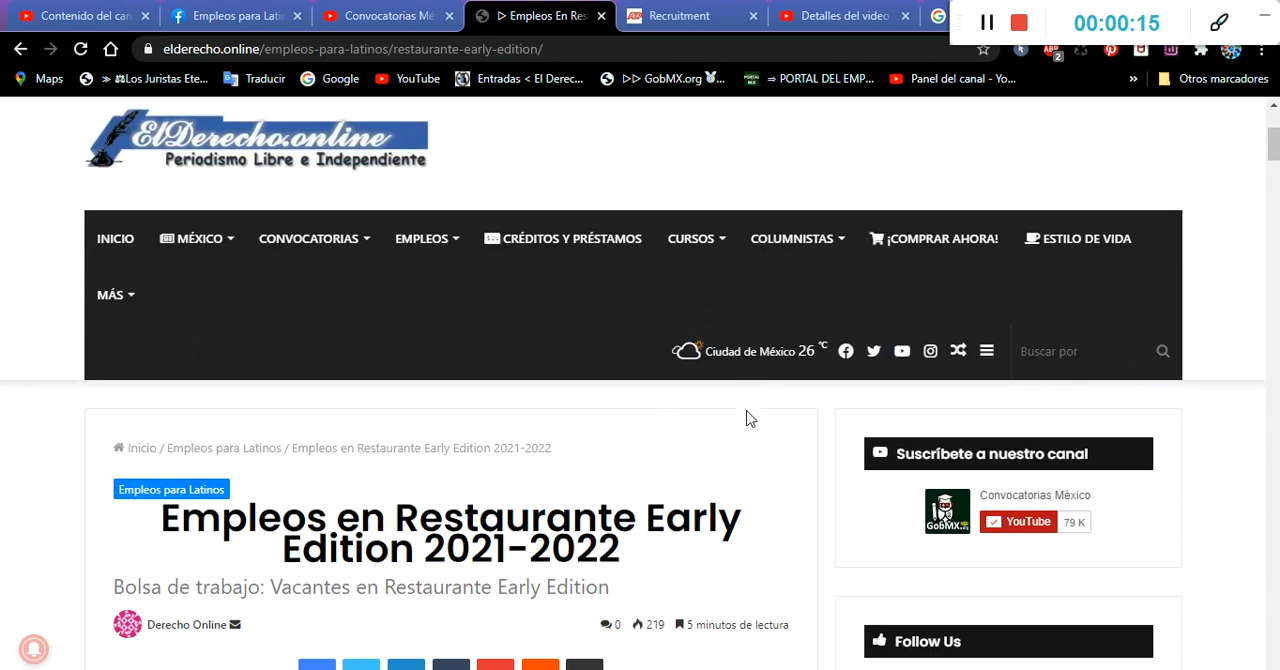 Contenido del can
Empleos para Latin
Convocatorias Mé
▷ Empleos En Res
Recruitment
Detalles del video
00:00:15
elderecho.online/empleos-para-latinos/restaurante-early-edition/
2
Maps
» ⚖Los Juristas Ete...
Traducir
Google
YouTube
Entradas < El Derec...
▷▷ GobMX.org
⇒ PORTAL DEL EMP...
Panel del canal - Yo...
»
Otros marcadores
ElDerecho.online
Periodismo Libre e Independiente
INICIO
MÉXICO
CONVOCATORIAS
EMPLEOS
CRÉDITOS Y PRÉSTAMOS
CURSOS
COLUMNISTAS
¡COMPRAR AHORA!
ESTILO DE VIDA
MÁS
Ciudad de México 26 ℃
Buscar por
Inicio / Empleos para Latinos / Empleos en Restaurante Early Edition 2021-2022
Empleos para Latinos
Empleos en Restaurante Early
Edition 2021-2022
Bolsa de trabajo: Vacantes en Restaurante Early Edition
Derecho Online
0
219
5 minutos de lectura
Suscríbete a nuestro canal
GobMX.org
Convocatorias México
YouTube
79 K
Follow Us